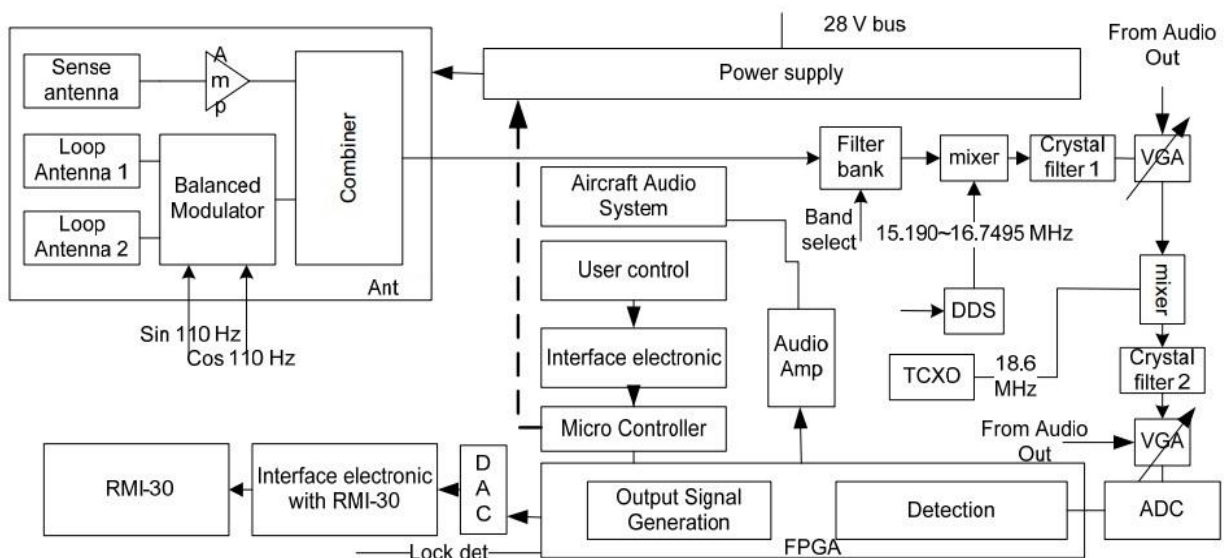 28 V bus
From Audio
Out
Power supply
Sense
antenna
A
m
p
Loop
Antenna 1
Loop
Antenna 2
Balanced
Modulator
Combiner
Ant
Sin 110 Hz
Cos 110 Hz
Filter
bank
mixer
Crystal
filter 1
VGA
Band
select
15.190~16.7495 MHz
Aircraft Audio
System
User control
DDS
mixer
Interface electronic
Audio
Amp
TCXO
18.6
MHz
Crystal
filter 2
Micro Controller
From Audio
Out
VGA
RMI-30
Interface electronic
with RMI-30
D
A
C
Output Signal
Generation
Detection
ADC
FPGA
Lock det